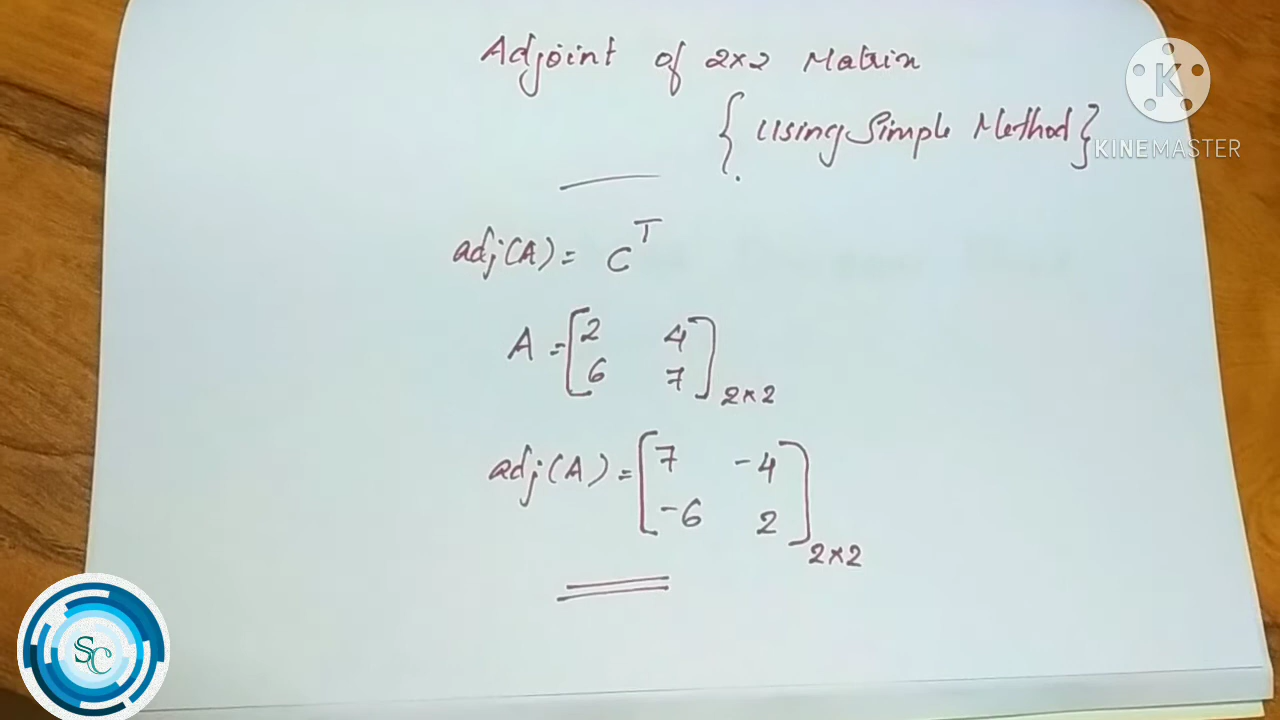 Adjoint of 2×2 Matrix
{Using Simple Method}
adj(A) = C^T
A = [2 4
6 7] 2×2
adj(A) = [7 -4
-6 2] 2×2
K
KINEMASTER
SC